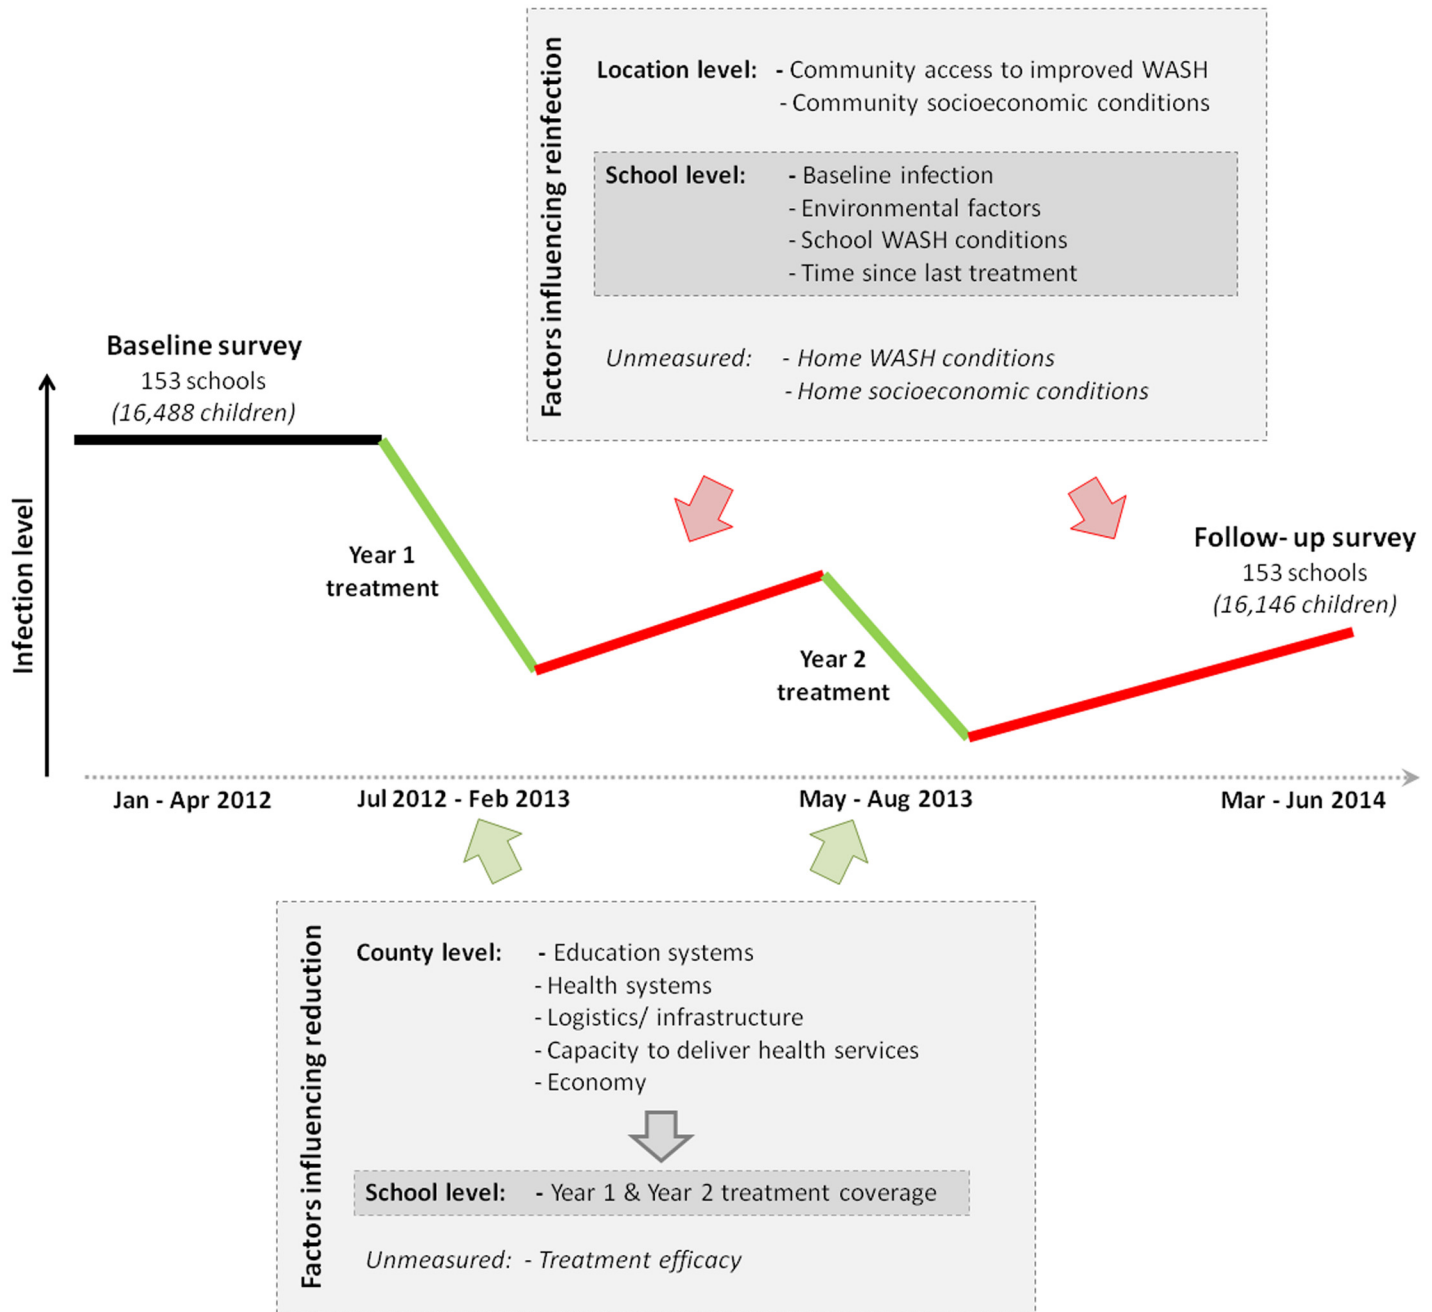 Factors influencing reinfection
Location level: - Community access to improved WASH
- Community socioeconomic conditions
School level: - Baseline infection
- Environmental factors
- School WASH conditions
- Time since last treatment
Unmeasured: - Home WASH conditions
- Home socioeconomic conditions
Baseline survey
153 schools
(16,488 children)
Infection level
Year 1
treatment
Year 2
treatment
Follow- up survey
153 schools
(16,146 children)
Jan - Apr 2012
Jul 2012 - Feb 2013
May - Aug 2013
Mar - Jun 2014
Factors influencing reduction
County level: - Education systems
- Health systems
- Logistics/ infrastructure
- Capacity to deliver health services
- Economy
School level: - Year 1 & Year 2 treatment coverage
Unmeasured: - Treatment efficacy